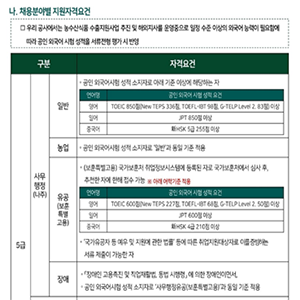 나. 채용분야별 지원자격요건
□ 우리 공사에서는 농수산식품 수출지원사업 추진 및 해외지사를 운영중으로 일정 수준 이상의 외국어 능력이 필요함에
따라 공인 외국어시험 성적을 서류전형 평가 시 반영
구분 자격요건
5급
사무
행정
(나주)
일반
· 공인 외국어시험 성적 소지자로 아래 기준 이상에 해당하는 자
언어명 공인 외국어 시험 성적 요건
영어 TOEIC 850점(New TEPS 336점, TOEFL-IBT 98점, G-TELP Level 2. 83점) 이상
일어 JPT 850점 이상
중국어 新HSK 5급 255점 이상
농업 · 공인 외국어시험 성적 소지자로 '일반'과 동일 기준 적용
유공
(보훈
특별
고용)
· (보훈특별고용) 국가보훈처 취업정보시스템에 등록된 자로 국가보훈처에서 심사 후,
추천한 자에 한해 접수 가능 ※ 아래 어학기준 적용
언어명 공인 외국어 시험 성적 요건
영어 TOEIC 600점(New TEPS 227점, TOEFL-IBT 68점, G-TELP Level 2. 50점) 이상
일어 JPT 600점 이상
중국어 新HSK 4급 210점 이상
· 「국가유공자 등 예우 및 지원에 관한 법률」 등에 따른 취업지원대상자로 이를 증명하는
서류 제출이 가능한 자
장애
· 「장애인 고용촉진 및 직업재활법, 동법 시행령」에 의한 장애인이면서,
· 공인 외국어시험 성적 소지자로 '사무행정유공(보훈특별고용)'과 동일 기준 적용